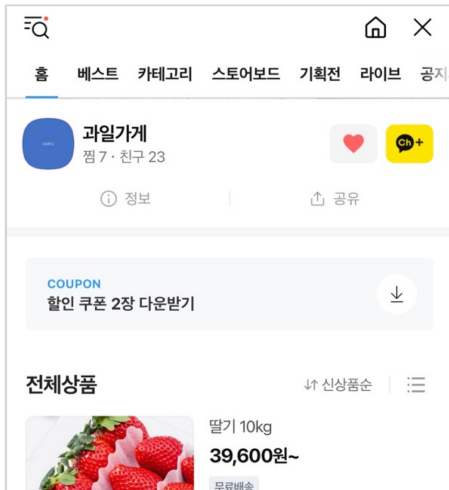 홈 베스트 카테고리 스토어보드 기획전 라이브 공지
과일가게
찜 7 · 친구 23
Ch+
정보
공유
COUPON
할인 쿠폰 2장 다운받기
전체상품
신상품순
딸기 10kg
39,600원~
무료배송